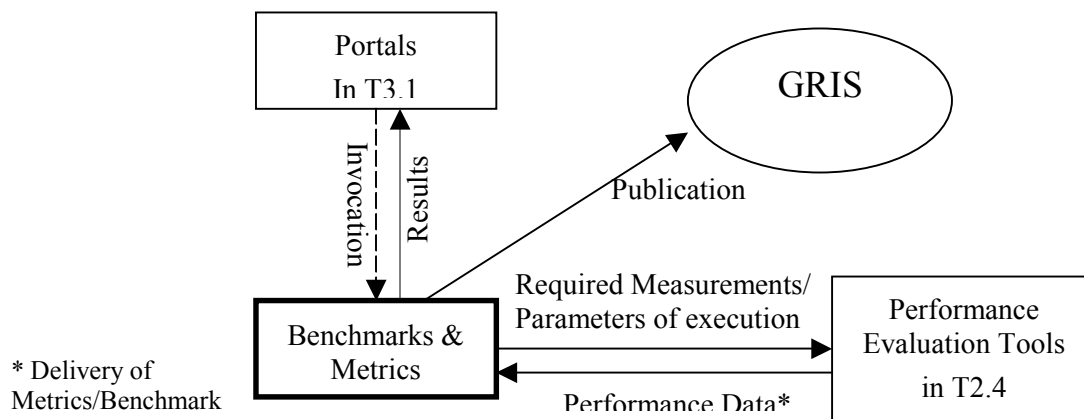 Portals
In T3.1
GRIS
Invocation
Results
Publication
Required Measurements/
Parameters of execution
Benchmarks &
Metrics
Performance
Evaluation Tools
in T2.4
Performance Data*
* Delivery of
Metrics/Benchmark